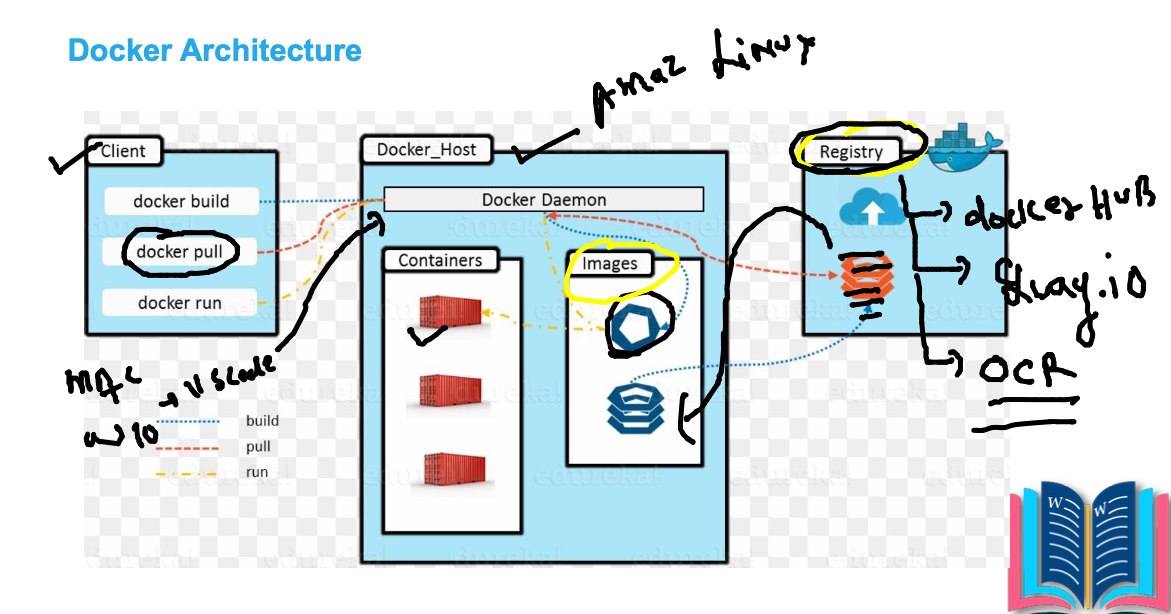 Docker Architecture
Amaz Linux
Client
Docker_Host
Registry
docker build
Docker Daemon
docker pull
docker run
Containers
Images
docker HUB
Quay.io
OCR
MAC
VSCode
build
pull
run
edureka!
W
W